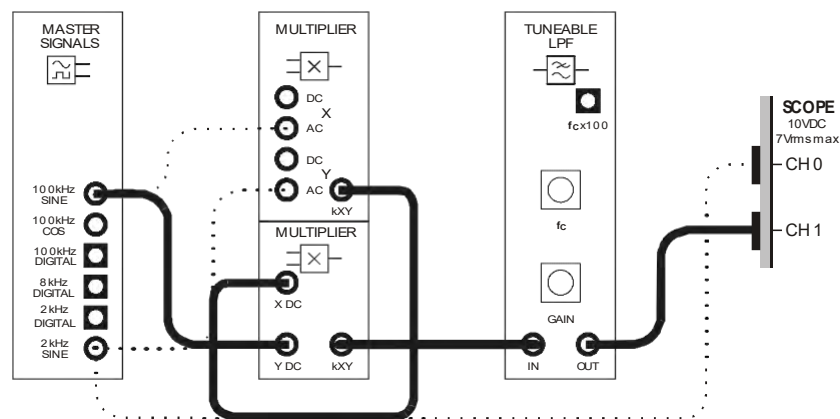 MASTER
SIGNALS
100kHz
SINE
100kHz
COS
100kHz
DIGITAL
8kHz
DIGITAL
2kHz
DIGITAL
2kHz
SINE
MULTIPLIER
DC
X
AC
DC
Y
AC
kXY
MULTIPLIER
X DC
Y DC
kXY
TUNEABLE
LPF
fc x100
fc
GAIN
IN
OUT
SCOPE
10VDC
7Vrms max
CH 0
CH 1